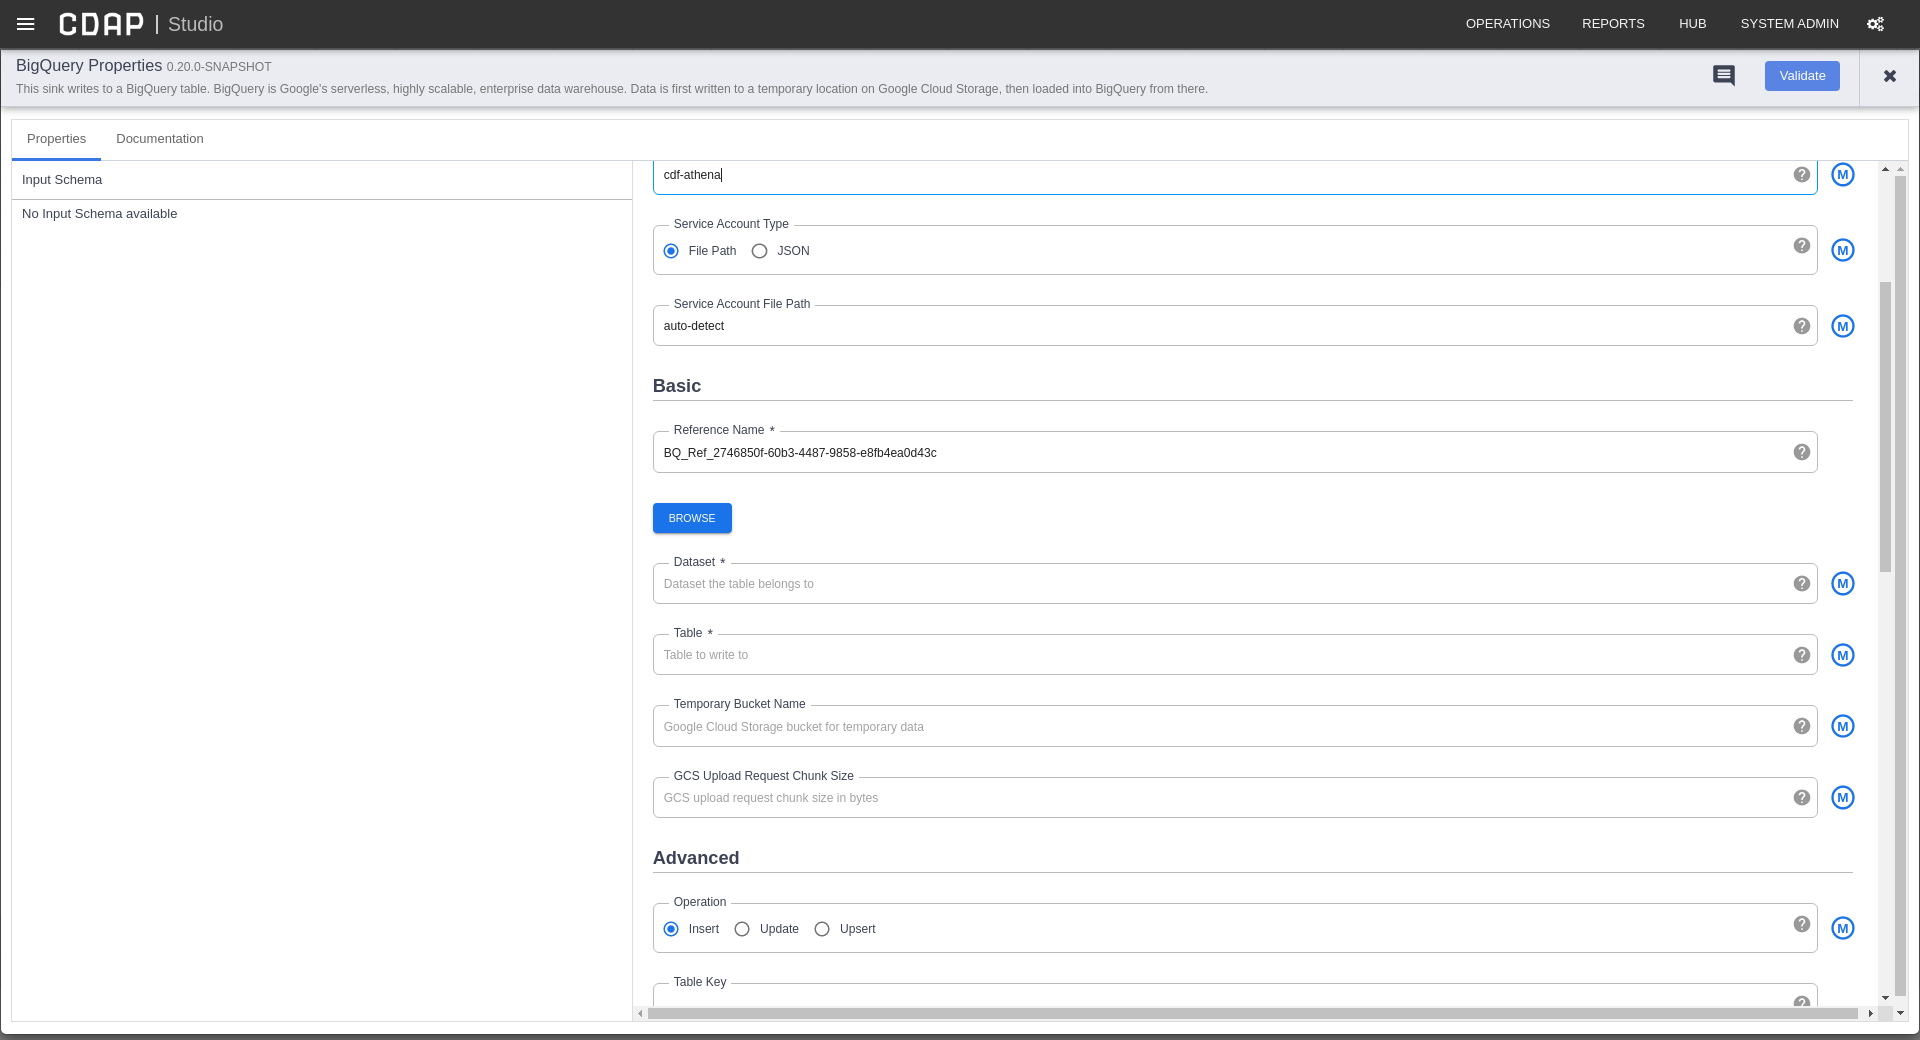 CDAP | Studio
OPERATIONS REPORTS HUB SYSTEM ADMIN
BigQuery Properties 0.20.0-SNAPSHOT
This sink writes to a BigQuery table. BigQuery is Google's serverless, highly scalable, enterprise data warehouse. Data is first written to a temporary location on Google Cloud Storage, then loaded into BigQuery from there.
Validate
Properties Documentation
Input Schema
No Input Schema available
cdf-athena
M
Service Account Type
File Path JSON
M
Service Account File Path
auto-detect
M
Basic
Reference Name *
BQ_Ref_2746850f-60b3-4487-9858-e8fb4ea0d43c
BROWSE
Dataset *
Dataset the table belongs to
M
Table *
Table to write to
M
Temporary Bucket Name
Google Cloud Storage bucket for temporary data
M
GCS Upload Request Chunk Size
GCS upload request chunk size in bytes
M
Advanced
Operation
Insert Update Upsert
M
Table Key